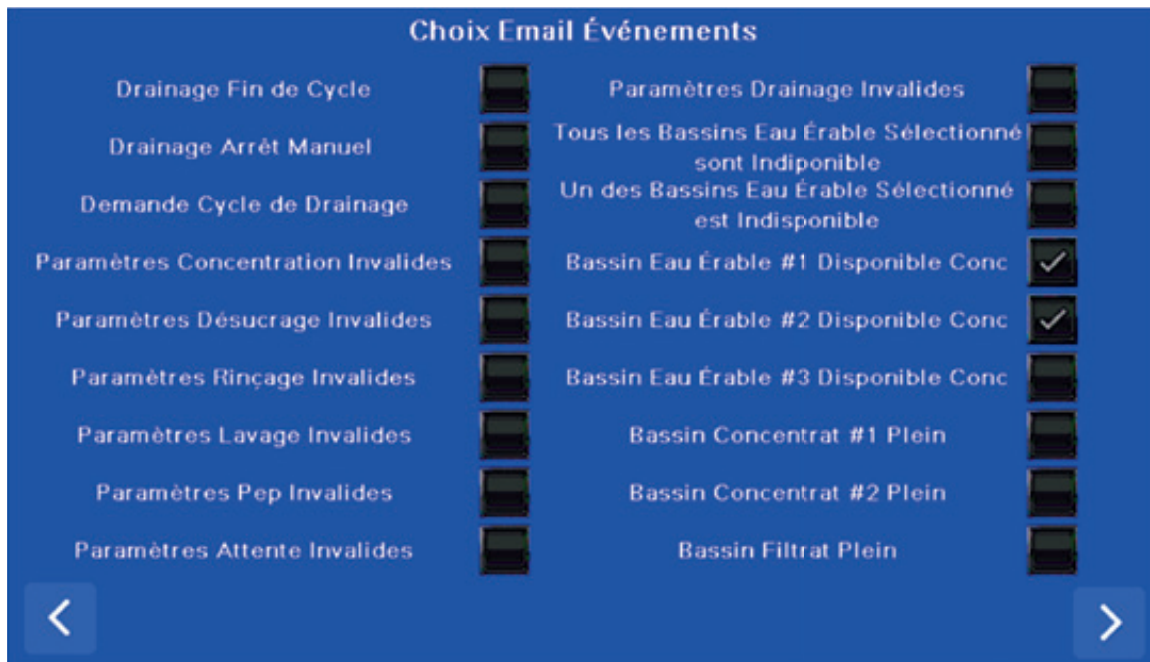 Choix Email Événements
Drainage Fin de Cycle
Drainage Arrêt Manuel
Demande Cycle de Drainage
Paramètres Concentration Invalides
Paramètres Désucrage Invalides
Paramètres Rinçage Invalides
Paramètres Lavage Invalides
Paramètres Pep Invalides
Paramètres Attente Invalides
Paramètres Drainage Invalides
Tous les Bassins Eau Érable Sélectionné
sont Indiponible
Un des Bassins Eau Érable Sélectionné
est Indisponible
Bassin Eau Érable #1 Disponible Conc
Bassin Eau Érable #2 Disponible Conc
Bassin Eau Érable #3 Disponible Conc
Bassin Concentrat #1 Plein
Bassin Concentrat #2 Plein
Bassin Filtrat Plein